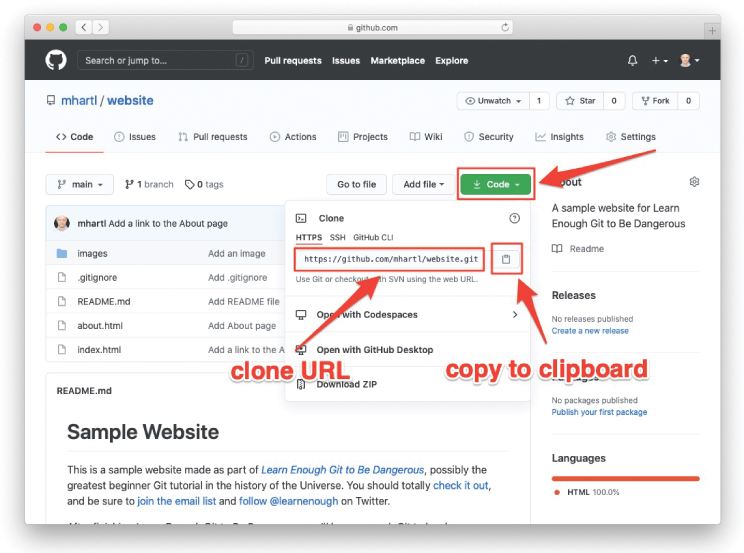 github.com
Search or jump to... /
Pull requests Issues Marketplace Explore
mhartl / website
Unwatch 1 Star 0 Fork 0
Code Issues Pull requests Actions Projects Wiki Security Insights Settings
main 1 branch 0 tags Go to file Add file Code
About
A sample website for Learn
Enough Git to Be Dangerous
Readme
mhartl Add a link to the About page
images Add an image
.gitignore Add .gitignore
README.md Add README file
about.html Add About page
index.html Add a link to the A
Clone
HTTPS SSH GitHub CLI
https://github.com/mhartl/website.git
Use Git or checkout with SVN using the web URL.
Open with Codespaces
Open with GitHub Desktop
Download ZIP
clone URL
copy to clipboard
Releases
No releases published
Create a new release
Packages
No packages published
Publish your first package
Languages
HTML 100.0%
README.md
Sample Website
This is a sample website made as part of Learn Enough Git to Be Dangerous, possibly the
greatest beginner Git tutorial in the history of the Universe. You should totally check it out,
and be sure to join the email list and follow @learnenough on Twitter.